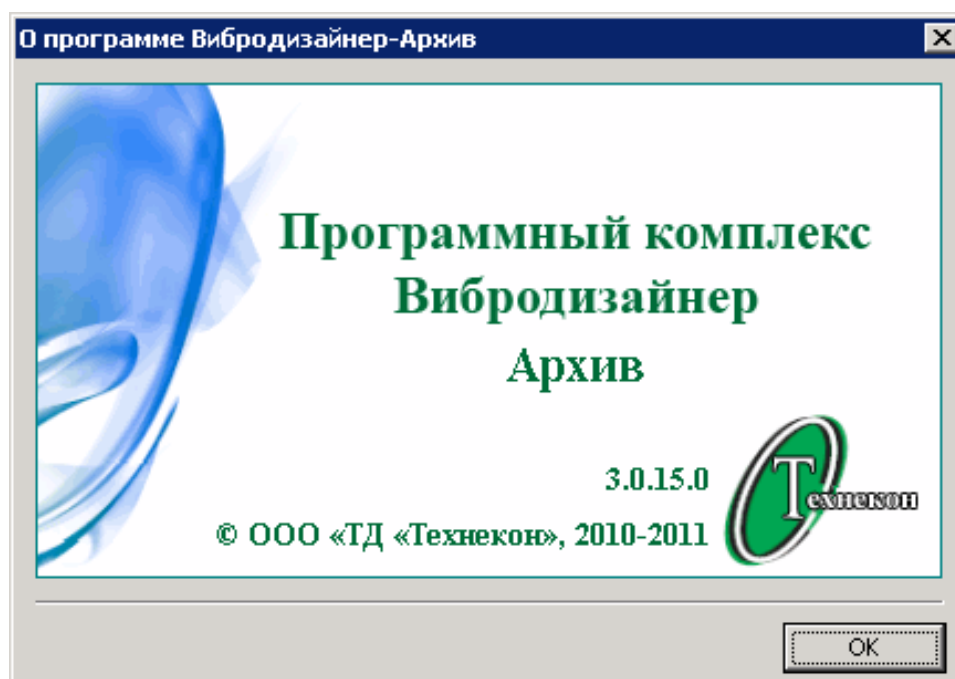 О программе Вибродизайнер-Архив
Программный комплекс
Вибродизайнер
Архив
3.0.15.0
© ООО «ТД «Технекон», 2010-2011
Технекон
OK